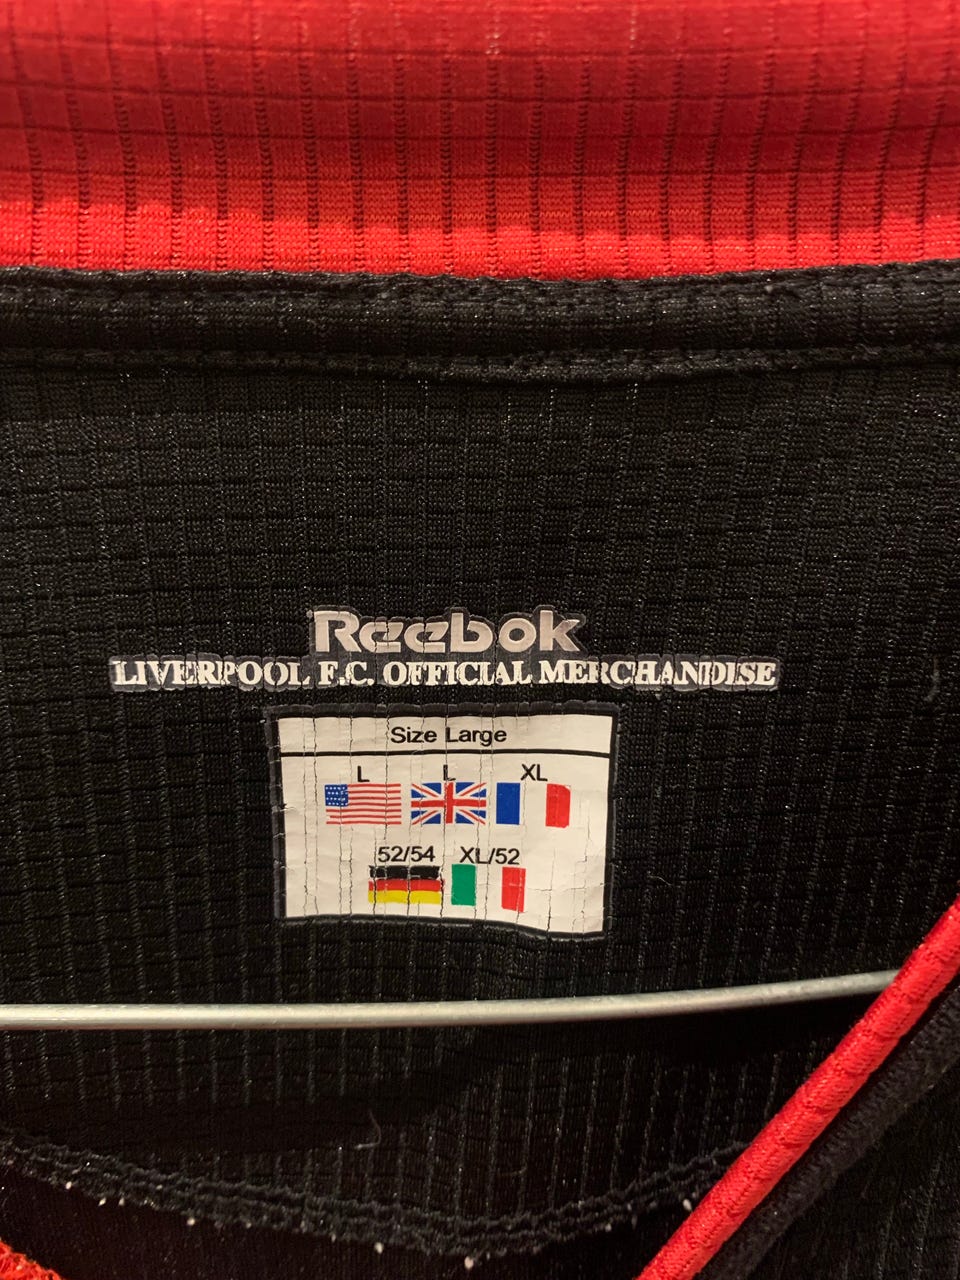 Reebok
LIVERPOOL F.C. OFFICIAL MERCHANDISE
Size Large
L L XL
52/54 XL/52